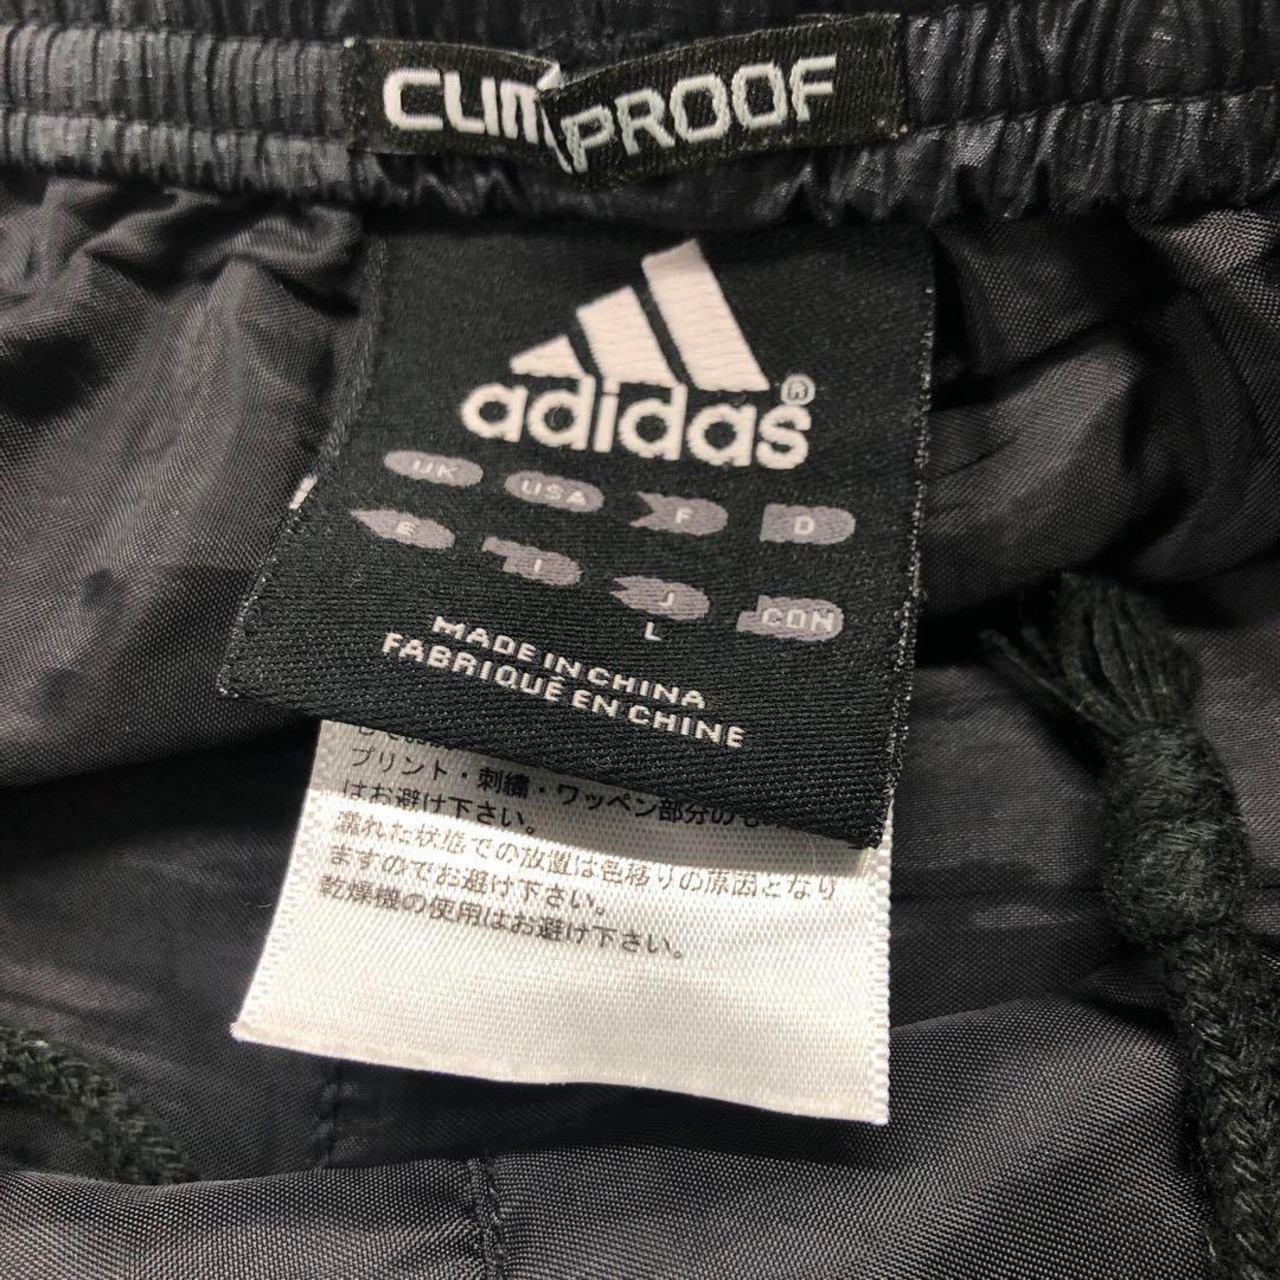 CLIM PROOF
adidas®
UK USA F D
E I J CON
L
MADE IN CHINA
FABRIQUÉ EN CHINE
プリント・刺繍・ワッペン部分の
はお避け下さい。
濡れた状態での放置は色移りの原因となり
ますのでお避け下さい。
乾燥機の使用はお避け下さい。